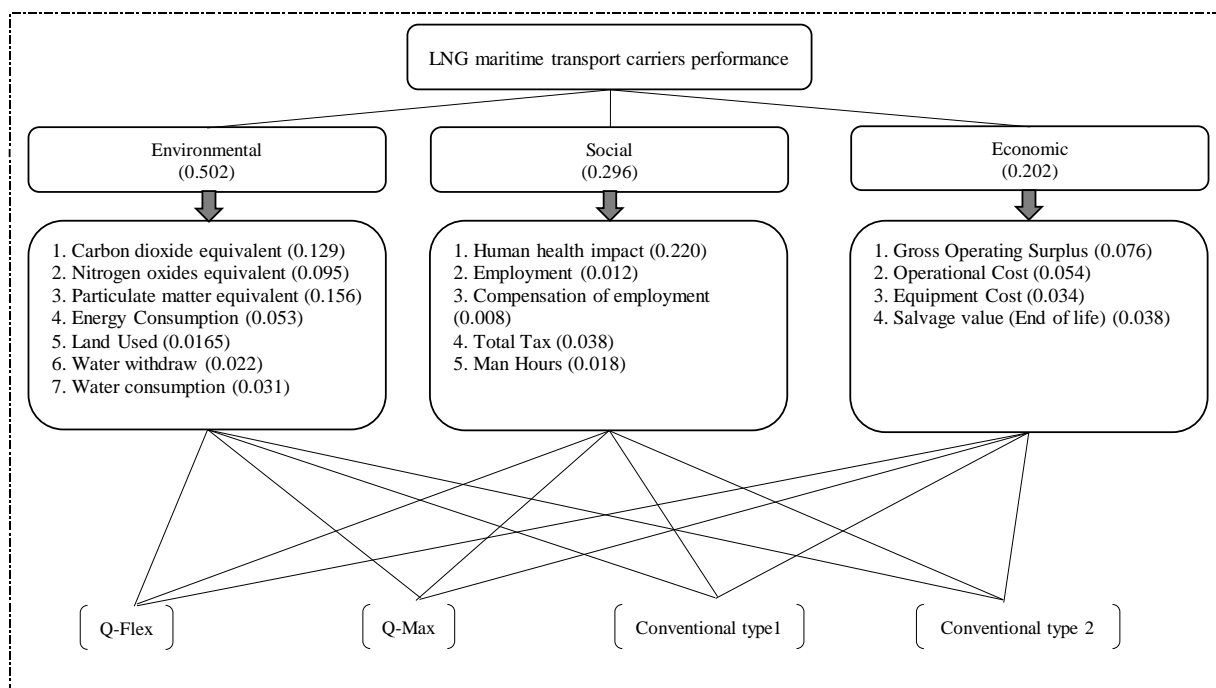 LNG maritime transport carriers performance
Environmental
(0.502)
Social
(0.296)
Economic
(0.202)
1. Carbon dioxide equivalent (0.129)
2. Nitrogen oxides equivalent (0.095)
3. Particulate matter equivalent (0.156)
4. Energy Consumption (0.053)
5. Land Used (0.0165)
6. Water withdraw (0.022)
7. Water consumption (0.031)
1. Human health impact (0.220)
2. Employment (0.012)
3. Compensation of employment
(0.008)
4. Total Tax (0.038)
5. Man Hours (0.018)
1. Gross Operating Surplus (0.076)
2. Operational Cost (0.054)
3. Equipment Cost (0.034)
4. Salvage value (End of life) (0.038)
Q-Flex
Q-Max
Conventional type1
Conventional type 2